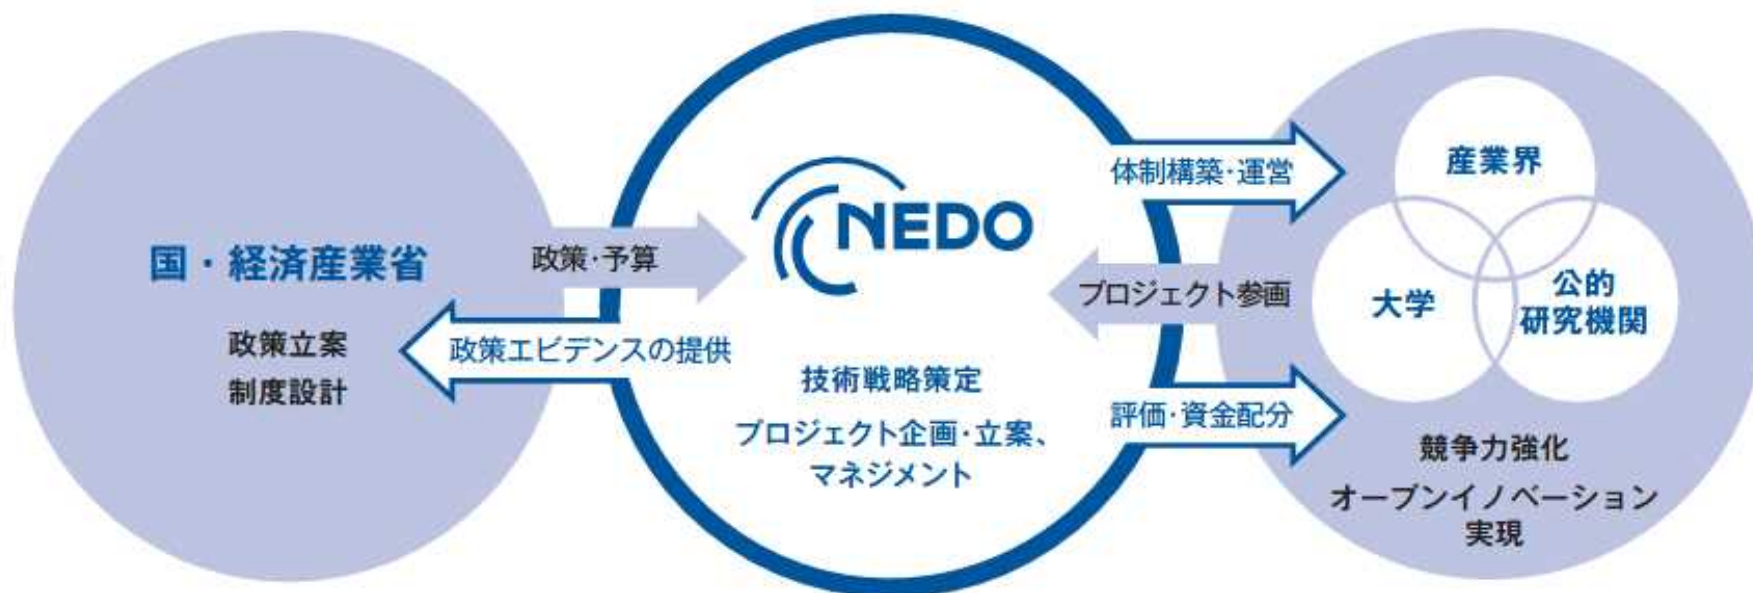 国・経済産業省
政策立案
制度設計
政策・予算
政策エビデンスの提供
NEDO
技術戦略策定
プロジェクト企画・立案、
マネジメント
体制構築・運営
プロジェクト参画
評価・資金配分
産業界
大学
公的
研究機関
競争力強化
オープンイノベーション
実現